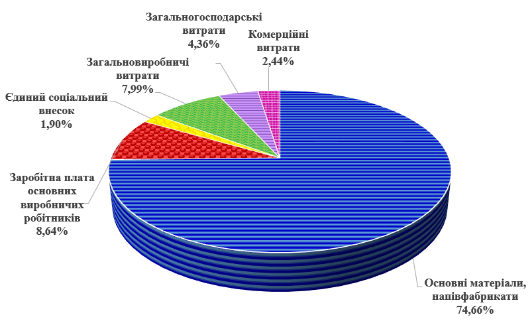 Загальногосподарські
витрати
4,36%
Комерційні
витрати
2,44%
Загальновиробничі
витрати
7,99%
Єдиний соціальний
внесок
1,90%
Заробітна плата
основних
виробничих
робітників
8,64%
Основні матеріали,
напівфабрикати
74,66%